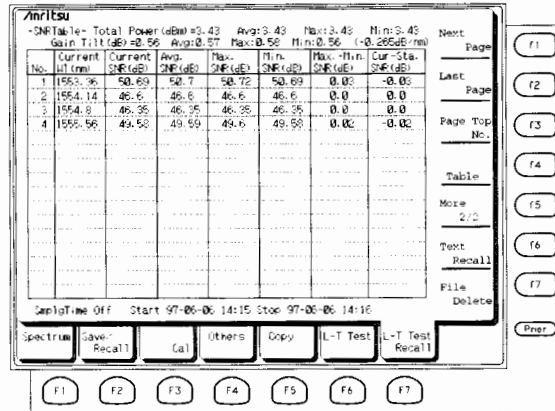 Anritsu
-SNRTable- Total Power(dBm)=3.43 Avg:3.43 Max:3.43 Min:3.43
Gain Tilt(dB)=0.56 Avg:0.57 Max:0.58 Min:0.56 (-0.265dB/nm)
No. Current Wl(nm) Current SNR(dB) Avg. SNR(dB) Max. SNR(dB) Min. SNR(dB) Max.-Min. SNR(dB) Cur-Sta. SNR(dB)
1 1553.36 50.69 50.7 50.72 50.69 0.03 -0.03
2 1554.14 46.6 46.6 46.6 46.6 0.0 0.0
3 1554.8 46.35 46.35 46.35 46.35 0.0 0.0
4 1555.56 49.58 49.59 49.6 49.58 0.02 -0.02
SmplgTime Off Start 97-06-06 14:15 Stop 97-06-06 14:16
Next Page
Last Page
Page Top No.
Table
More 2/2
Text Recall
File Delete
f1
f2
f3
f4
f5
f6
f7
Prior
Spectrum
Save/ Recall
Cal
Others
Copy
L-T Test
L-T Test Recall
F1
F2
F3
F4
F5
F6
F7